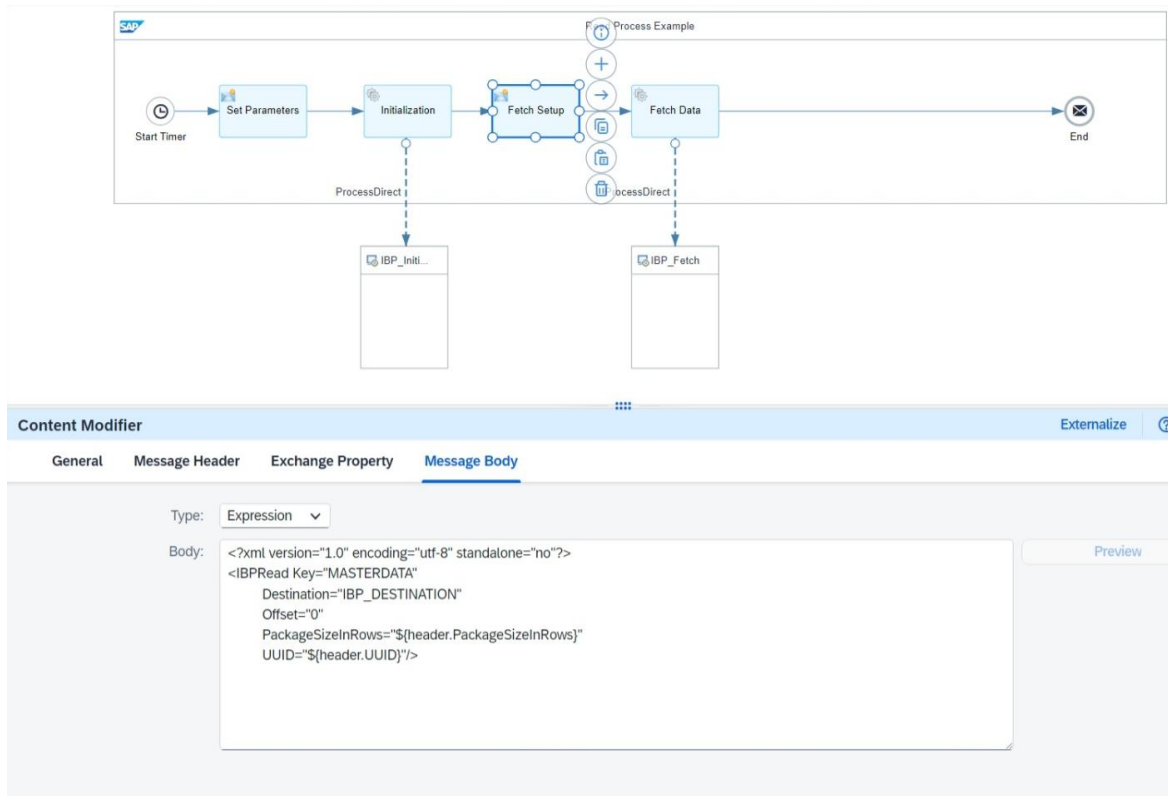 SAP
Process Example
Start Timer
Set Parameters
Initialization
Fetch Setup
Fetch Data
End
ProcessDirect
ProcessDirect
IBP_Initi...
IBP_Fetch
Content Modifier
Externalize
General Message Header Exchange Property Message Body
Type: Expression
Body:
<?xml version="1.0" encoding="utf-8" standalone="no"?>
<IBPRead Key="MASTERDATA"
Destination="IBP_DESTINATION"
Offset="0"
PackageSizeInRows="${header.PackageSizeInRows}"
UUID="${header.UUID}"/>
Preview